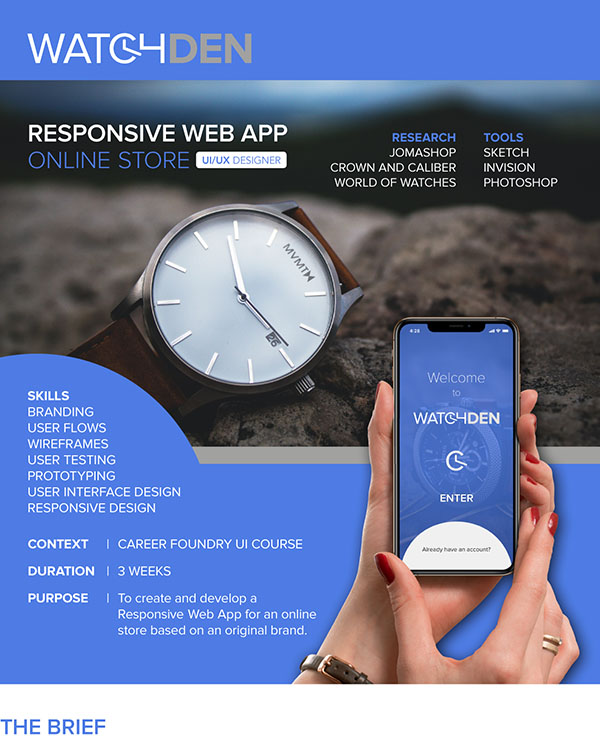 WATCHDEN
RESPONSIVE WEB APP
ONLINE STORE UI/UX DESIGNER
RESEARCH
JOMASHOP
CROWN AND CALIBER
WORLD OF WATCHES
TOOLS
SKETCH
INVISION
PHOTOSHOP
MVMT
26
SKILLS
BRANDING
USER FLOWS
WIREFRAMES
USER TESTING
PROTOTYPING
USER INTERFACE DESIGN
RESPONSIVE DESIGN
CONTEXT | CAREER FOUNDRY UI COURSE
DURATION | 3 WEEKS
PURPOSE | To create and develop a
Responsive Web App for an online
store based on an original brand.
4:26
Welcome
to
WATCHDEN
ENTER
Already have an account?
THE BRIEF